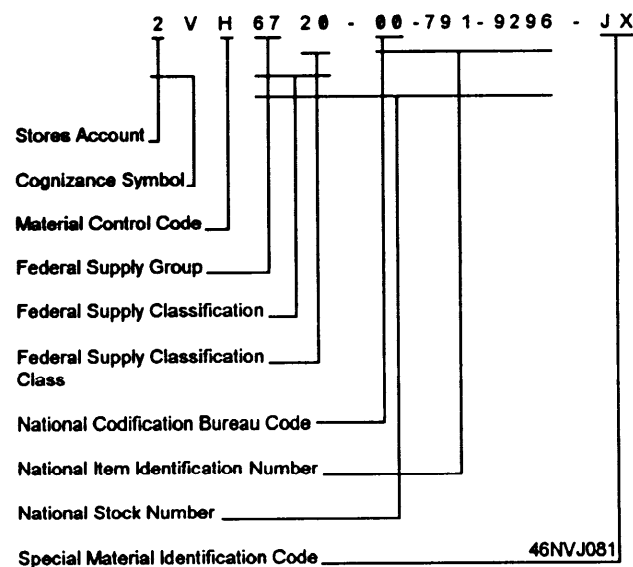 2 V H 67 20 - 00 - 791 - 9296 - J X
Stores Account
Cognizance Symbol
Material Control Code
Federal Supply Group
Federal Supply Classification
Federal Supply Classification
Class
National Codification Bureau Code
National Item Identification Number
National Stock Number
Special Material Identification Code
46NVJ081